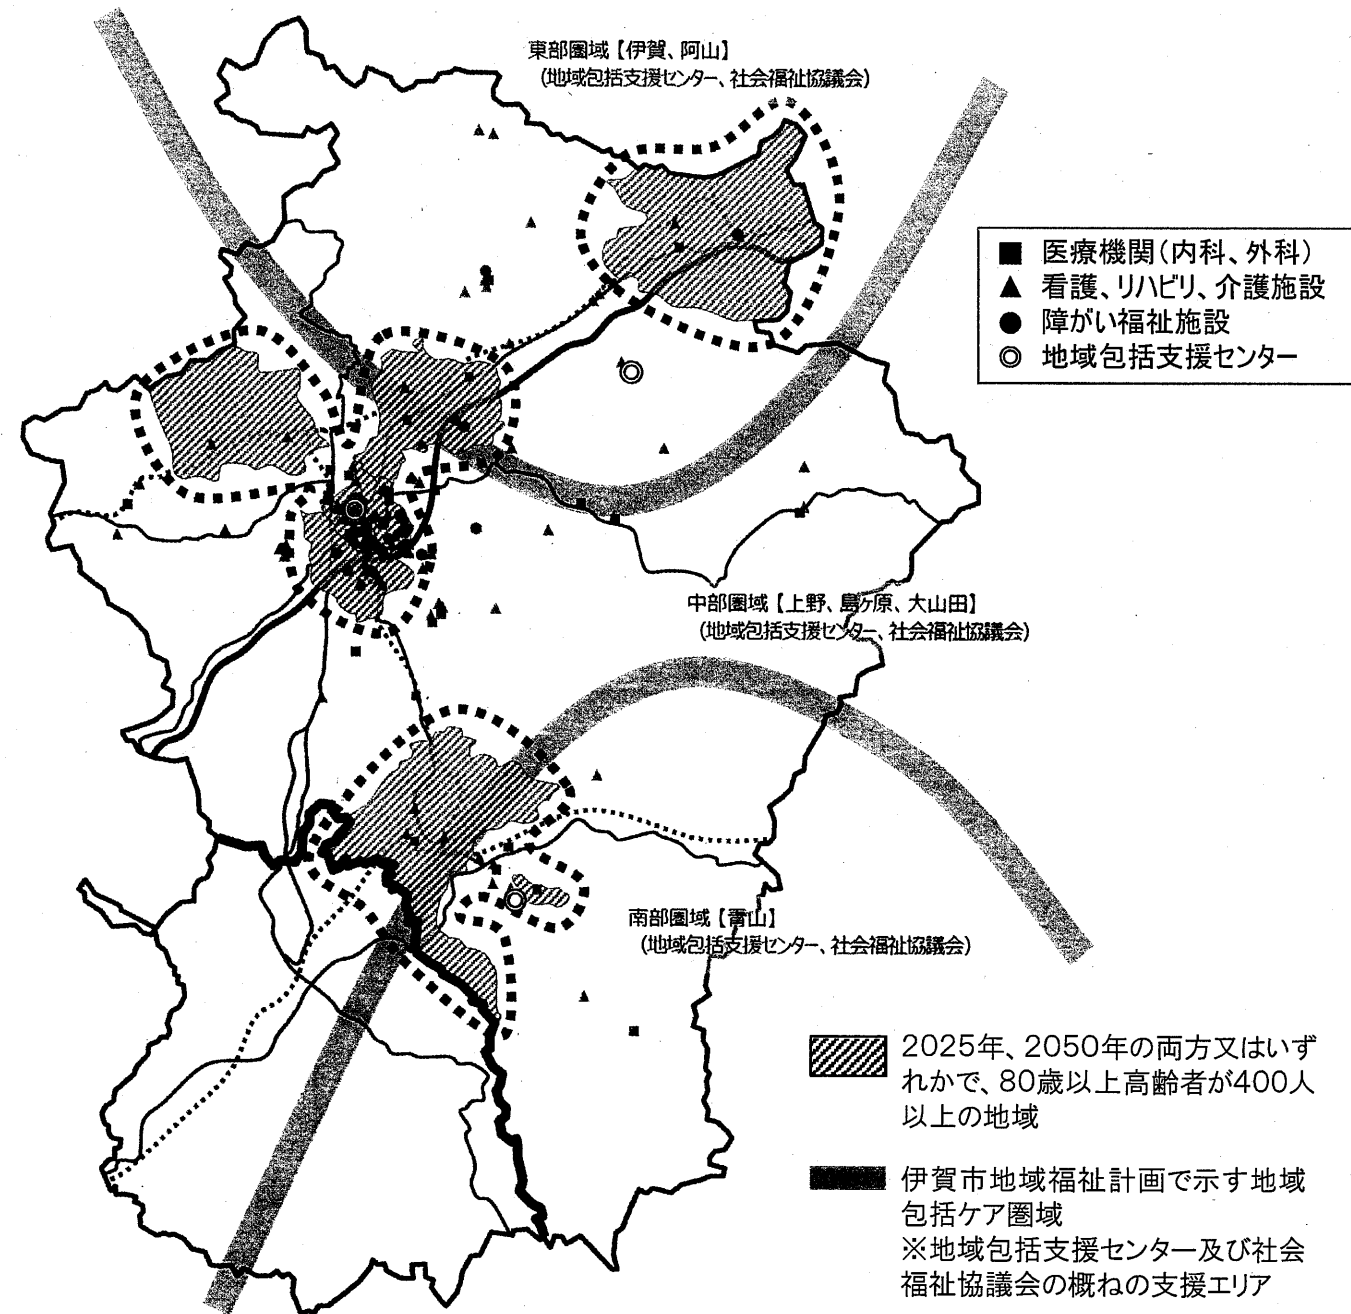 東部圏域【伊賀、阿山】
(地域包括支援センター、社会福祉協議会)
■ 医療機関(内科、外科)
▲ 看護、リハビリ、介護施設
● 障がい福祉施設
◎ 地域包括支援センター
中部圏域【上野、島ヶ原、大山田】
(地域包括支援センター、社会福祉協議会)
南部圏域【青山】
(地域包括支援センター、社会福祉協議会)
2025年、2050年の両方又はいず
れかで、80歳以上高齢者が400人
以上の地域
伊賀市地域福祉計画で示す地域
包括ケア圏域
※地域包括支援センター及び社会
福祉協議会の概ねの支援エリア